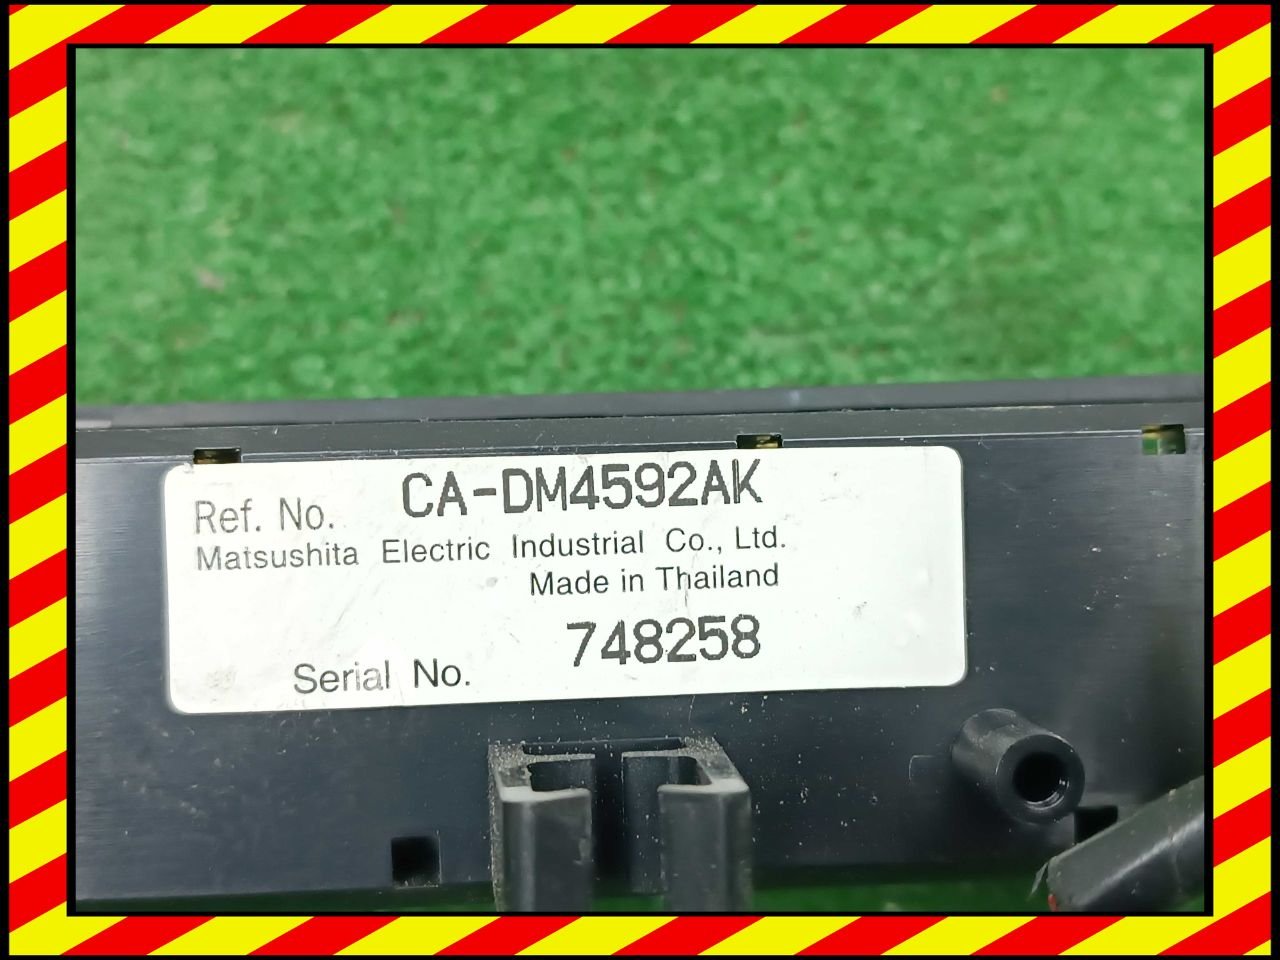 Ref. No. CA-DM4592AK
Matsushita Electric Industrial Co., Ltd.
Made in Thailand
748258
Serial No.